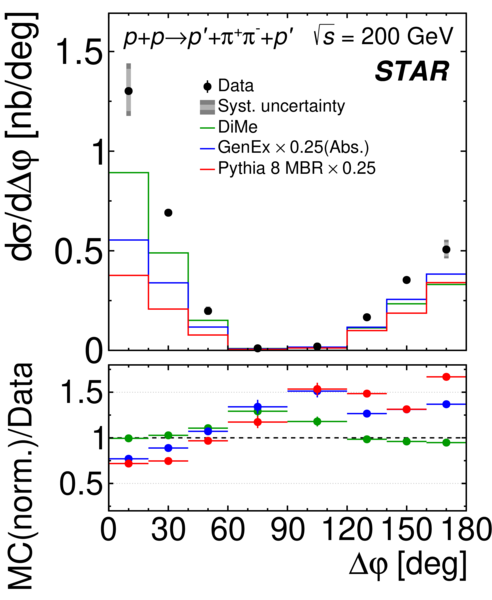 p+p→p′+π⁺π⁻+p′ √s = 200 GeV
STAR
Data
Syst. uncertainty
DiMe
GenEx × 0.25(Abs.)
Pythia 8 MBR × 0.25
dσ/dΔφ [nb/deg]
1.5
1
0.5
0
MC(norm.)/Data
1.5
1
0.5
0 30 60 90 120 150 180
Δφ [deg]